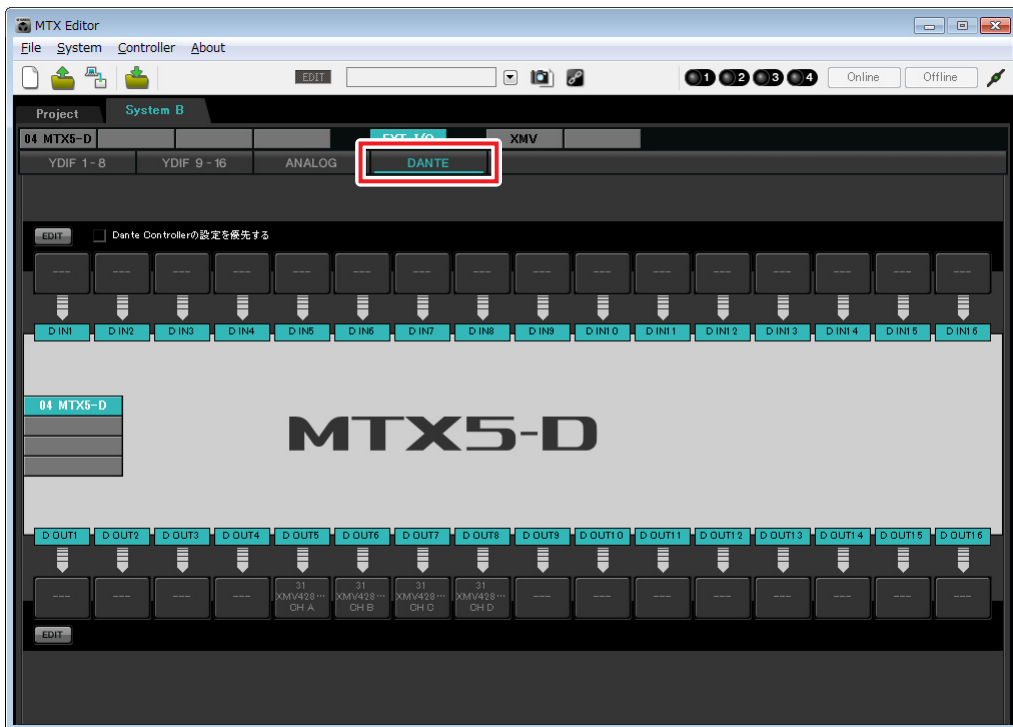 MTX Editor
File System Controller About
EDIT 1 2 3 4 Online Offline
Project System B
04 MTX5-D EXT I/O XMV
YDIF 1-8 YDIF 9-16 ANALOG DANTE
EDIT Dante Controllerの設定を優先する
--- --- --- --- --- --- --- --- --- --- --- --- --- --- --- ---
D IN1 D IN2 D IN3 D IN4 D IN5 D IN6 D IN7 D IN8 D IN9 D IN10 D IN11 D IN12 D IN13 D IN14 D IN15 D IN16
04 MTX5-D
MTX5-D
D OUT1 D OUT2 D OUT3 D OUT4 D OUT5 D OUT6 D OUT7 D OUT8 D OUT9 D OUT10 D OUT11 D OUT12 D OUT13 D OUT14 D OUT15 D OUT16
31 31 31 31
--- --- --- --- XMV428... XMV428... XMV428... XMV428... --- --- --- --- --- --- --- ---
CH A CH B CH C CH D
EDIT